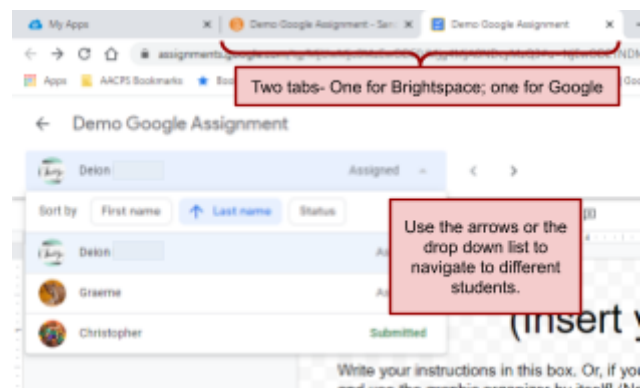 My Apps
Demo Google Assignment - San
Demo Google Assignment
Apps
AACPS Bookmarks
Two tabs- One for Brightspace; one for Google
Demo Google Assignment
Deion
Assigned
Sort by
First name
Last name
Status
Deion
Graeme
Christopher
Submitted
Use the arrows or the
drop down list to
navigate to different
students.
(Insert y
Write your instructions in this box. Or, if you